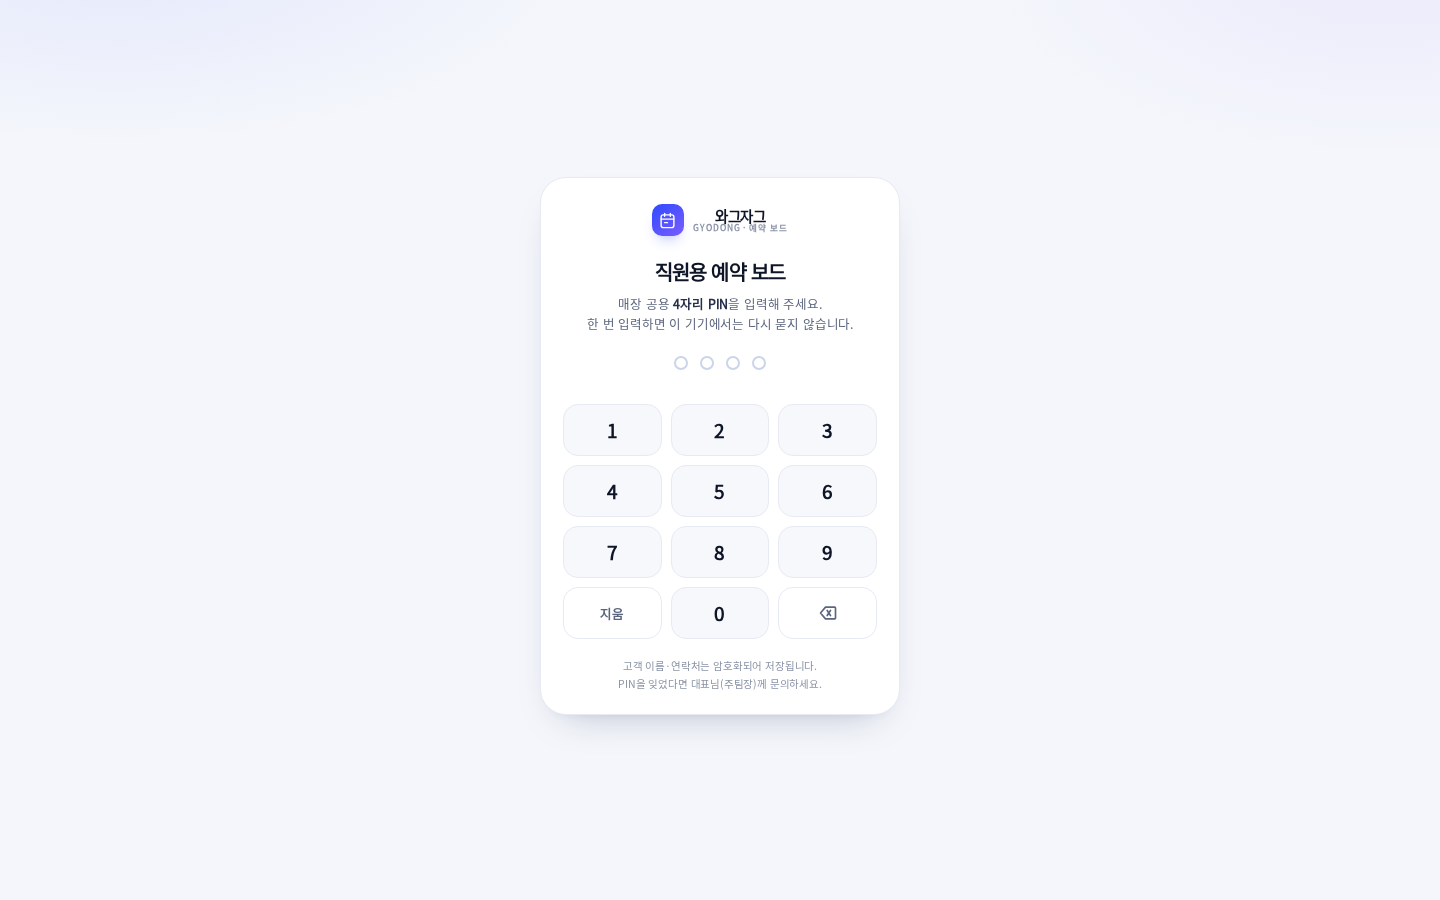 와그자그
GYODONG · 예약 보드
직원용 예약 보드
매장 공용 4자리 PIN을 입력해 주세요.
한 번 입력하면 이 기기에서는 다시 묻지 않습니다.
1 2 3
4 5 6
7 8 9
지움 0
고객 이름·연락처는 암호화되어 저장됩니다.
PIN을 잊었다면 대표님(주팀장)께 문의하세요.